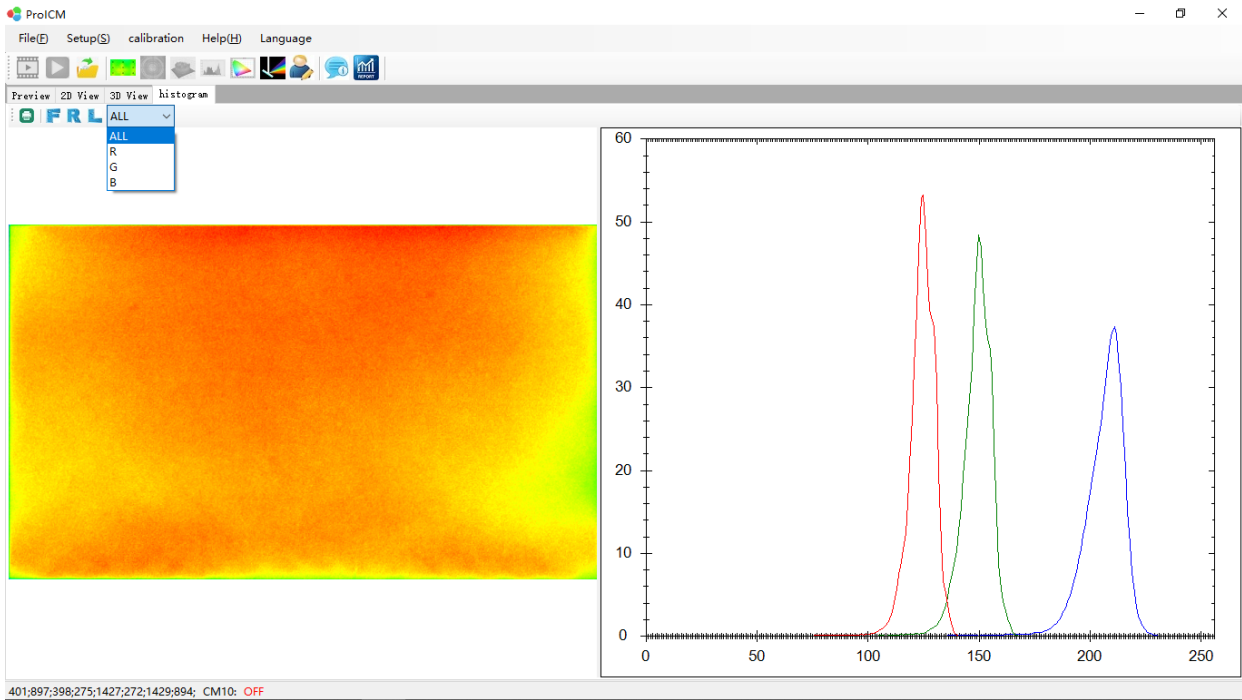 ProICM
File(F) Setup(S) calibration Help(H) Language
REPORT
Preview 2D View 3D View histogram
F R L ALL
ALL
R
G
B
60
50
40
30
20
10
0
0 50 100 150 200 250
401;897;398;275;1427;272;1429;894; CM10: OFF